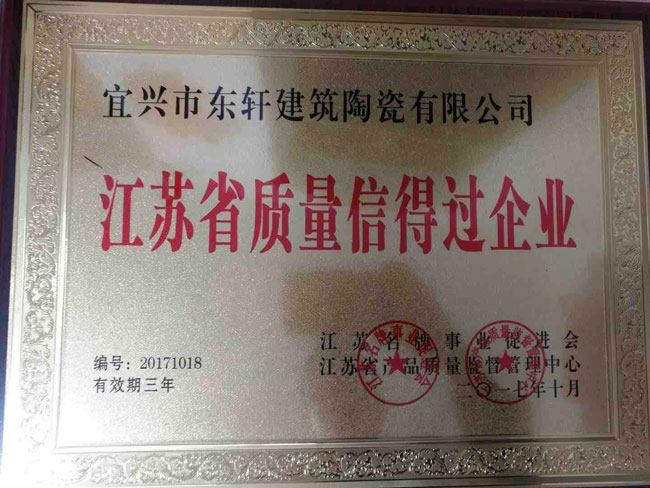 宜兴市东轩建筑陶瓷有限公司
江苏省质量信得过企业
编号:20171018
有效期三年
江苏名牌事业促进会
江苏省产品质量监督管理中心
二〇一七年十月